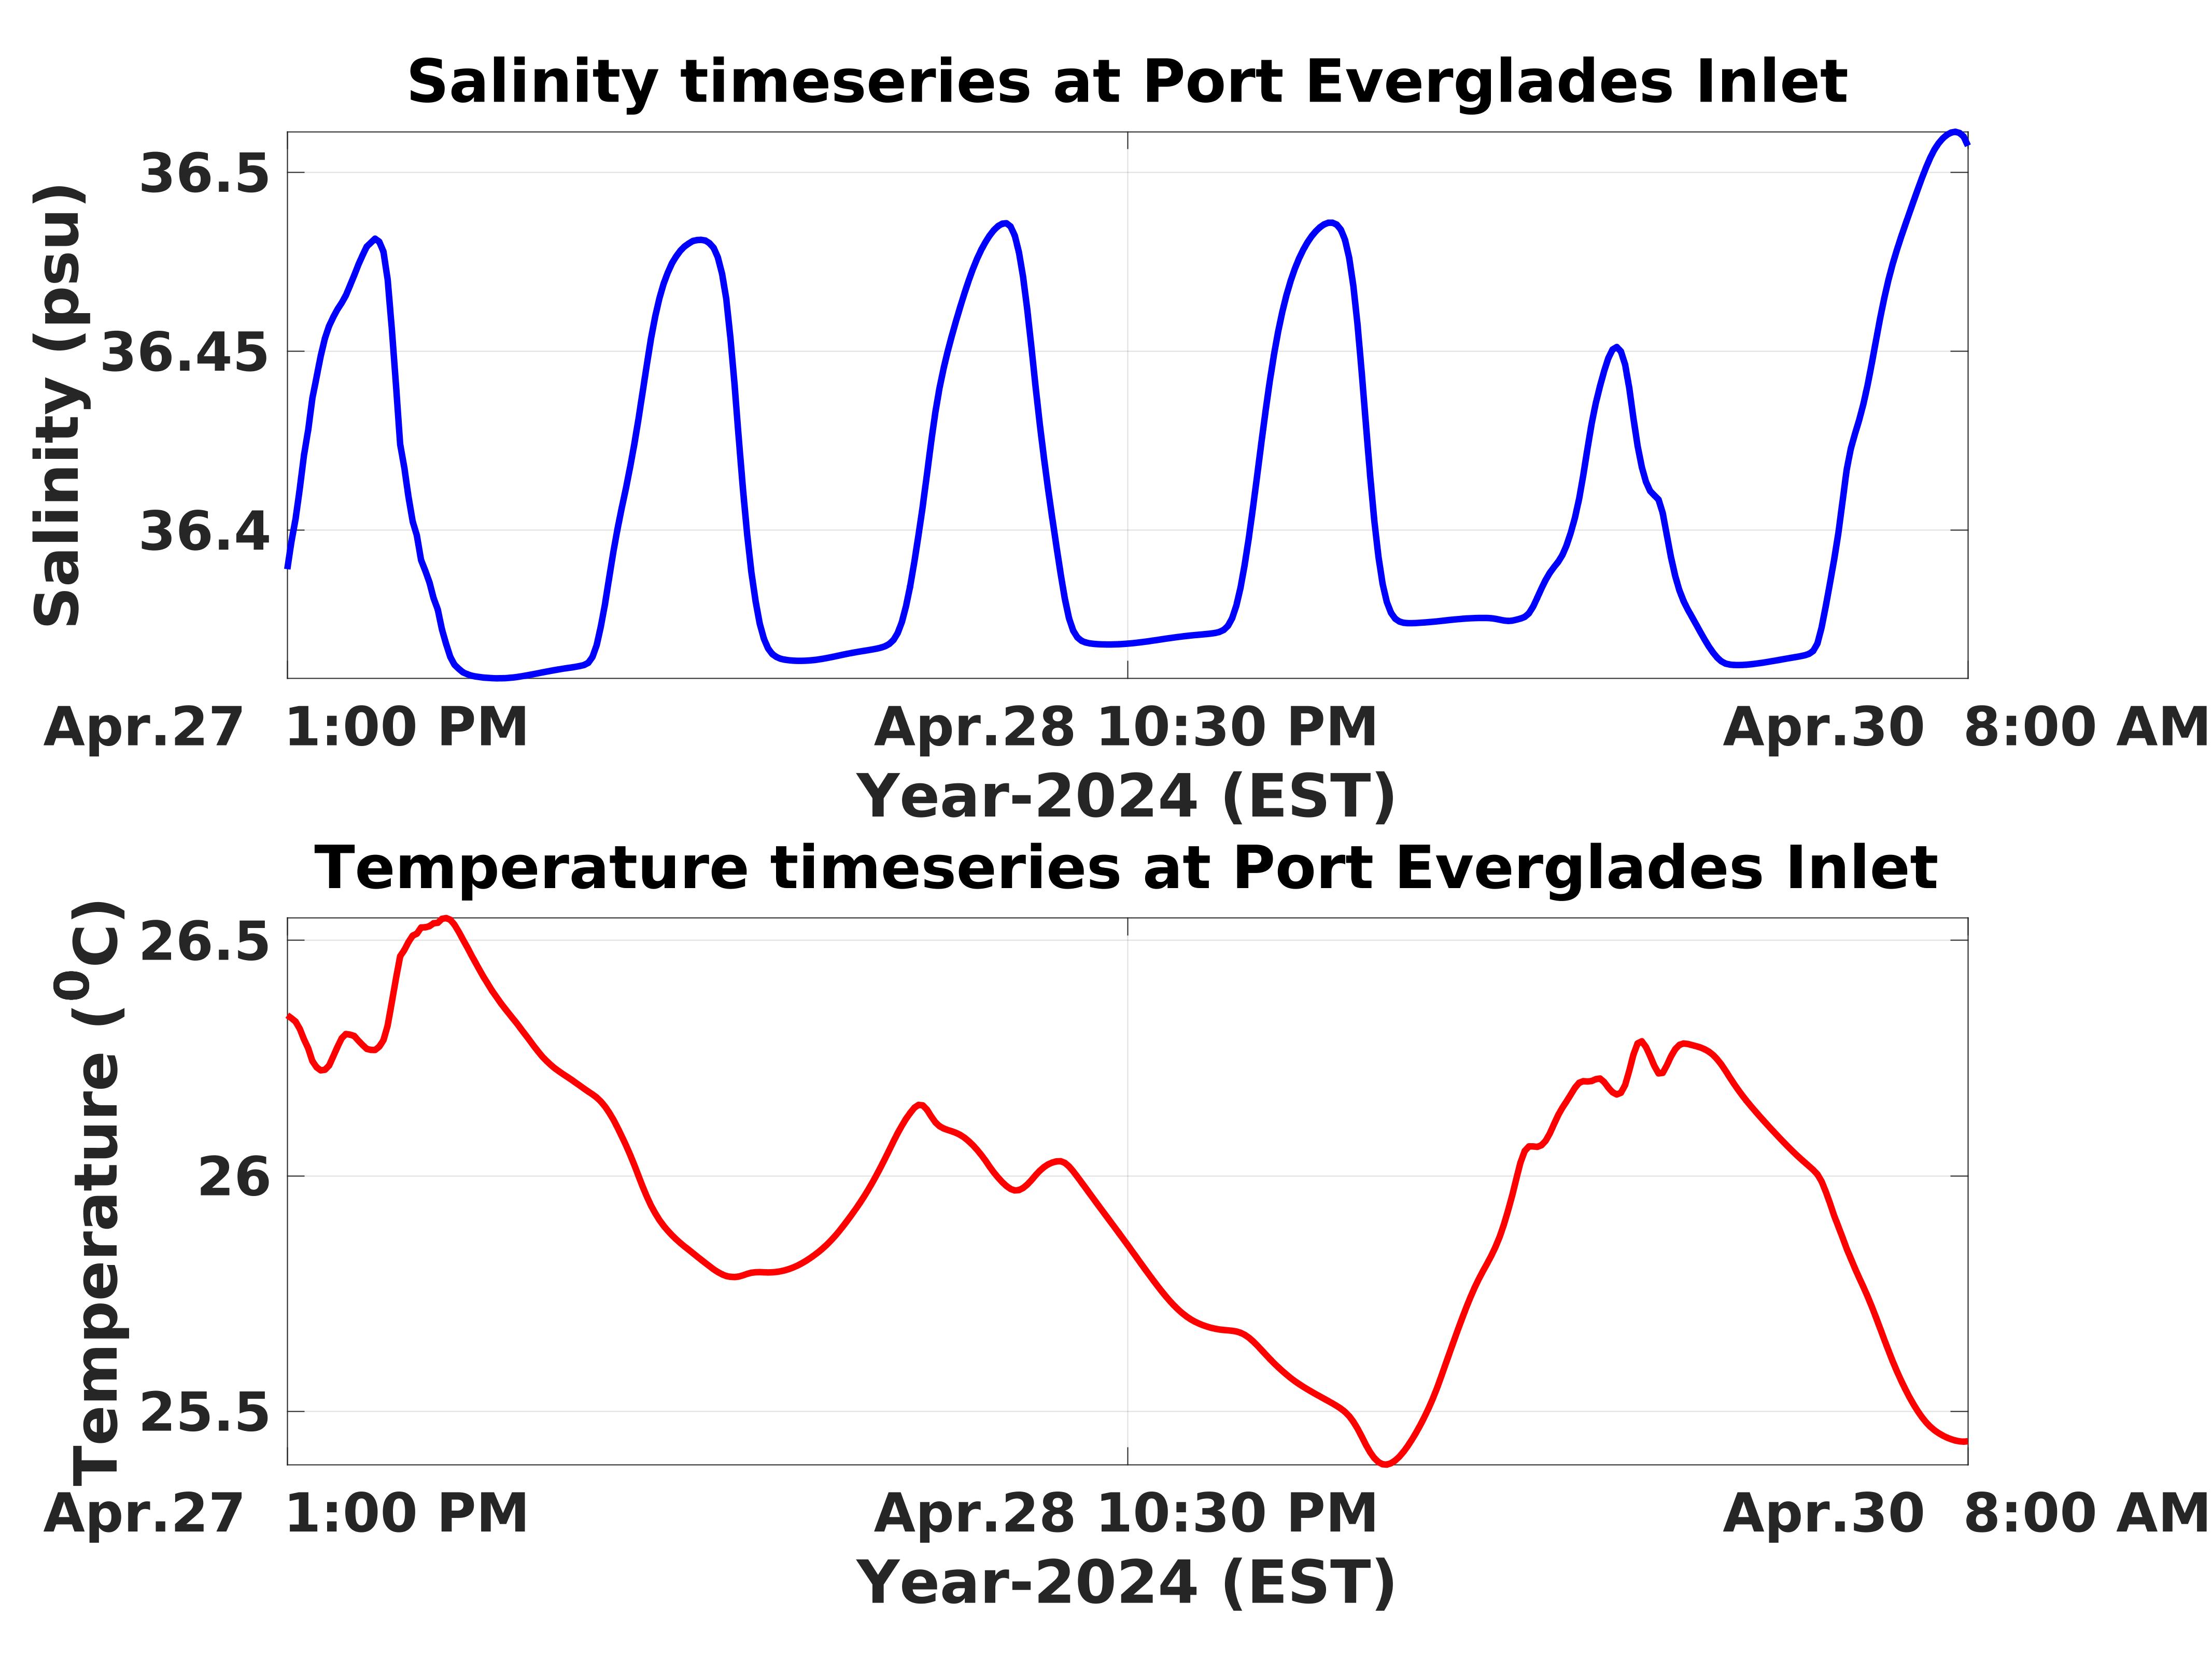 Salinity timeseries at Port Everglades Inlet
Salinity (psu)
36.5
36.45
36.4
Apr.27  1:00 PM
Apr.28 10:30 PM
Apr.30  8:00 AM
Year-2024 (EST)
Temperature timeseries at Port Everglades Inlet
Temperature (⁰C)
26.5
26
25.5
Apr.27  1:00 PM
Apr.28 10:30 PM
Apr.30  8:00 AM
Year-2024 (EST)